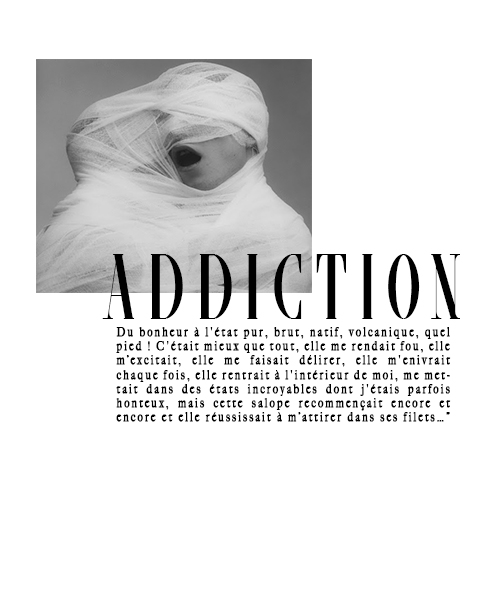 ADDICTION
Du bonheur à l'état pur, brut, natif, volcanique, quel
pied ! C'était mieux que tout, elle me rendait fou, elle
m'excitait, elle me faisait délirer, elle m'enivrait
chaque fois, elle rentrait à l'intérieur de moi, me met-
tait dans des états incroyables dont j'étais parfois
honteux, mais cette salope recommençait encore et
encore et elle réussissait à m'attirer dans ses filets…"